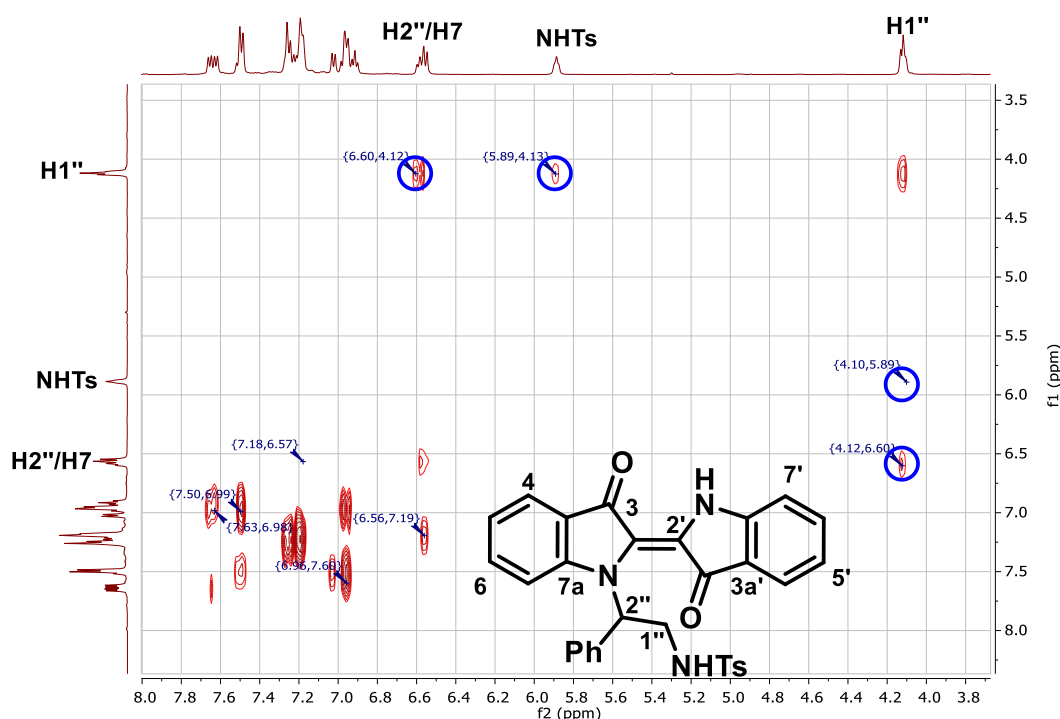 H2''/H7
NHTs
H1''
H1''
NHTs
H2''/H7
{6.60,4.12}
{5.89,4.13}
{4.10,5.89}
{4.12,6.60}
{7.18,6.57}
{7.50,6.99}
{7.63,6.98}
{6.56,7.19}
{6.96,7.60}
O
H
N
4
3
2'
7'
6
7a
N
O
3a'
5'
2''
1''
Ph
NHTs
3.5
4.0
4.5
5.0
5.5
6.0
6.5
7.0
7.5
8.0
f1 (ppm)
8.0 7.8 7.6 7.4 7.2 7.0 6.8 6.6 6.4 6.2 6.0 5.8 5.6 5.4 5.2 5.0 4.8 4.6 4.4 4.2 4.0 3.8
f2 (ppm)